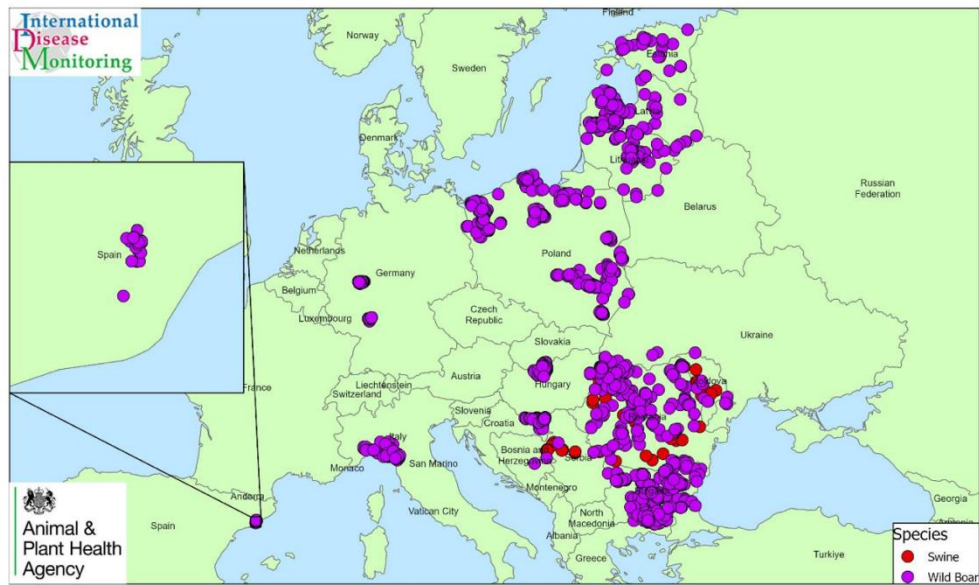 International
Disease
Monitoring
Finland
Norway
Sweden
Estonia
Latvia
Denmark
Lithuania
Russian
Federation
Belarus
Spain
Netherlands
Germany
Poland
Belgium
Luxembourg
Czech
Republic
Ukraine
Slovakia
France
Liechtenstein
Switzerland
Austria
Hungary
Moldova
Slovenia
Croatia
Romania
Italy
Bosnia and
Herzegovina
Serbia
Monaco
San Marino
Montenegro
Andorra
Vatican City
North
Macedonia
Albania
Greece
Georgia
Armenia
Spain
Turkiye
Animal &
Plant Health
Agency
Species
Swine
Wild Boar